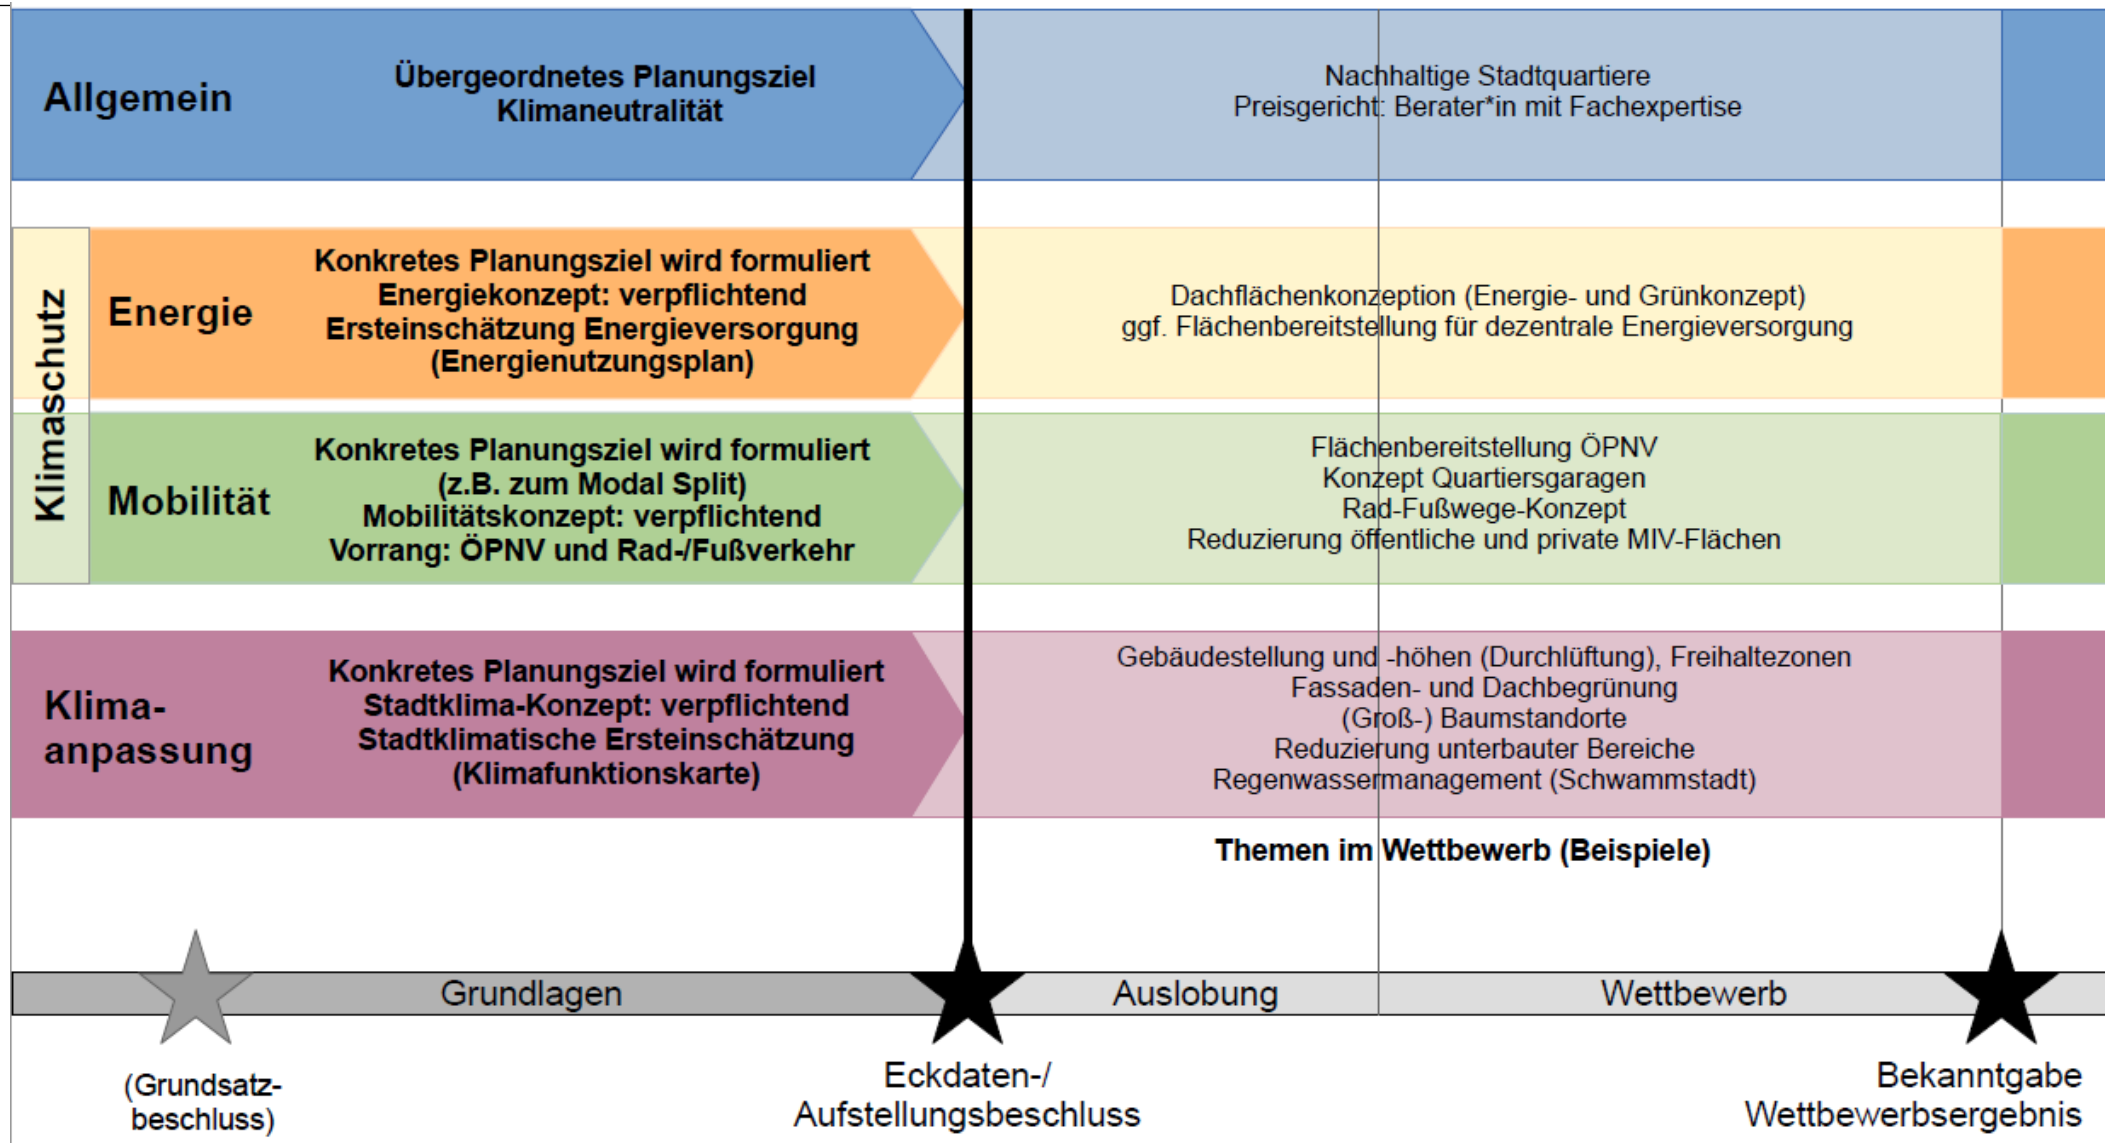 Allgemein
Übergeordnetes Planungsziel
Klimaneutralität
Nachhaltige Stadtquartiere
Preisgericht: Berater*in mit Fachexpertise
Klimaschutz
Energie
Konkretes Planungsziel wird formuliert
Energiekonzept: verpflichtend
Ersteinschätzung Energieversorgung
(Energienutzungsplan)
Dachflächenkonzeption (Energie- und Grünkonzept)
ggf. Flächenbereitstellung für dezentrale Energieversorgung
Mobilität
Konkretes Planungsziel wird formuliert
(z.B. zum Modal Split)
Mobilitätskonzept: verpflichtend
Vorrang: ÖPNV und Rad-/Fußverkehr
Flächenbereitstellung ÖPNV
Konzept Quartiersgaragen
Rad-Fußwege-Konzept
Reduzierung öffentliche und private MIV-Flächen
Klima-
anpassung
Konkretes Planungsziel wird formuliert
Stadtklima-Konzept: verpflichtend
Stadtklimatische Ersteinschätzung
(Klimafunktionskarte)
Gebäudestellung und -höhen (Durchlüftung), Freihaltezonen
Fassaden- und Dachbegrünung
(Groß-) Baumstandorte
Reduzierung unterbauter Bereiche
Regenwassermanagement (Schwammstadt)
Themen im Wettbewerb (Beispiele)
Grundlagen
Auslobung
Wettbewerb
(Grundsatz-
beschluss)
Eckdaten-/
Aufstellungsbeschluss
Bekanntgabe
Wettbewerbsergebnis